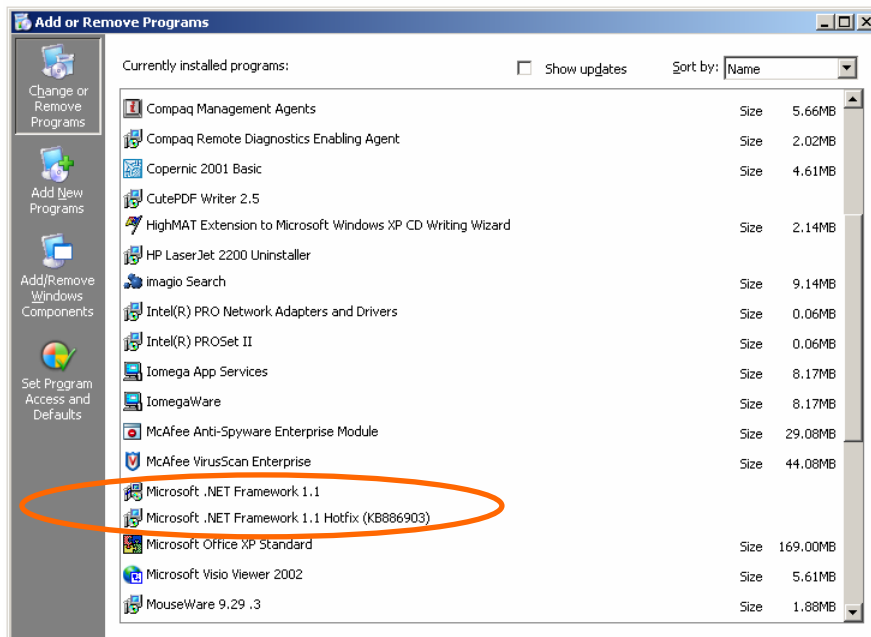 Add or Remove Programs
Change or
Remove
Programs
Add New
Programs
Add/Remove
Windows
Components
Set Program
Access and
Defaults
Currently installed programs:
Show updates
Sort by: Name
Compaq Management Agents Size 5.66MB
Compaq Remote Diagnostics Enabling Agent Size 2.02MB
Copernic 2001 Basic Size 4.61MB
CutePDF Writer 2.5
HighMAT Extension to Microsoft Windows XP CD Writing Wizard Size 2.14MB
HP LaserJet 2200 Uninstaller
imagio Search Size 9.14MB
Intel(R) PRO Network Adapters and Drivers Size 0.06MB
Intel(R) PROSet II Size 0.06MB
Iomega App Services Size 8.17MB
IomegaWare Size 8.17MB
McAfee Anti-Spyware Enterprise Module Size 29.08MB
McAfee VirusScan Enterprise Size 44.08MB
Microsoft .NET Framework 1.1
Microsoft .NET Framework 1.1 Hotfix (KB886903)
Microsoft Office XP Standard Size 169.00MB
Microsoft Visio Viewer 2002 Size 5.61MB
MouseWare 9.29 .3 Size 1.88MB